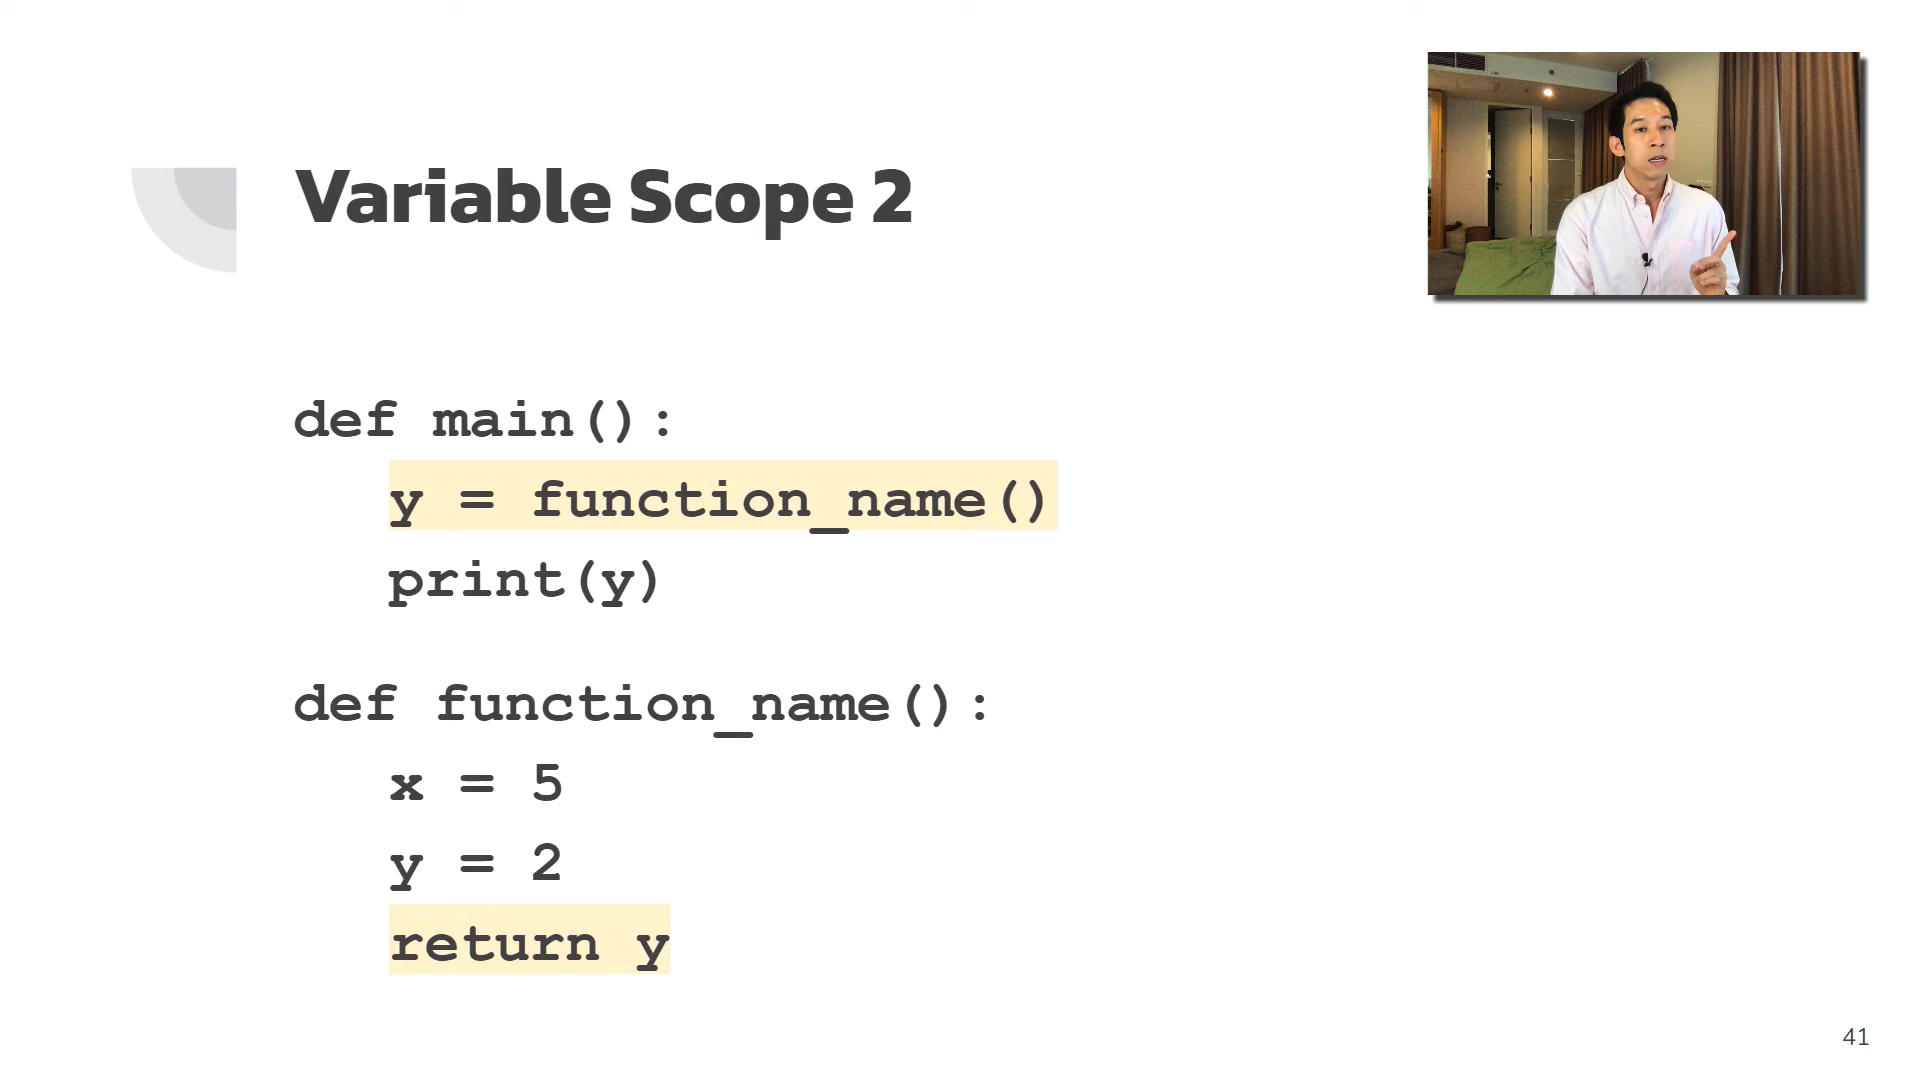 Variable Scope 2
def main():
y = function_name()
print(y)
def function_name():
x = 5
y = 2
return y
41